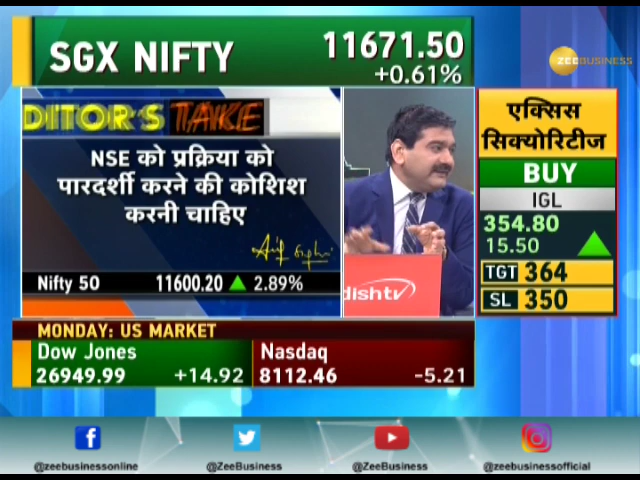 SGX NIFTY
11671.50
+0.61%
ZEEBUSINESS
DITOR'S TAKE
NSE को प्रक्रिया को
पारदर्शी करने की कोशिश
करनी चाहिए
Nifty 50 11600.20 2.89%
dishtv
एक्सिस
सिक्योरिटीज
BUY
IGL
354.80
15.50
TGT 364
SL 350
MONDAY: US MARKET
Dow Jones
26949.99 +14.92
Nasdaq
8112.46 -5.21
@zeebusinessonline
@ZeeBusiness
@ZeeBusiness
@zeebusinessofficial